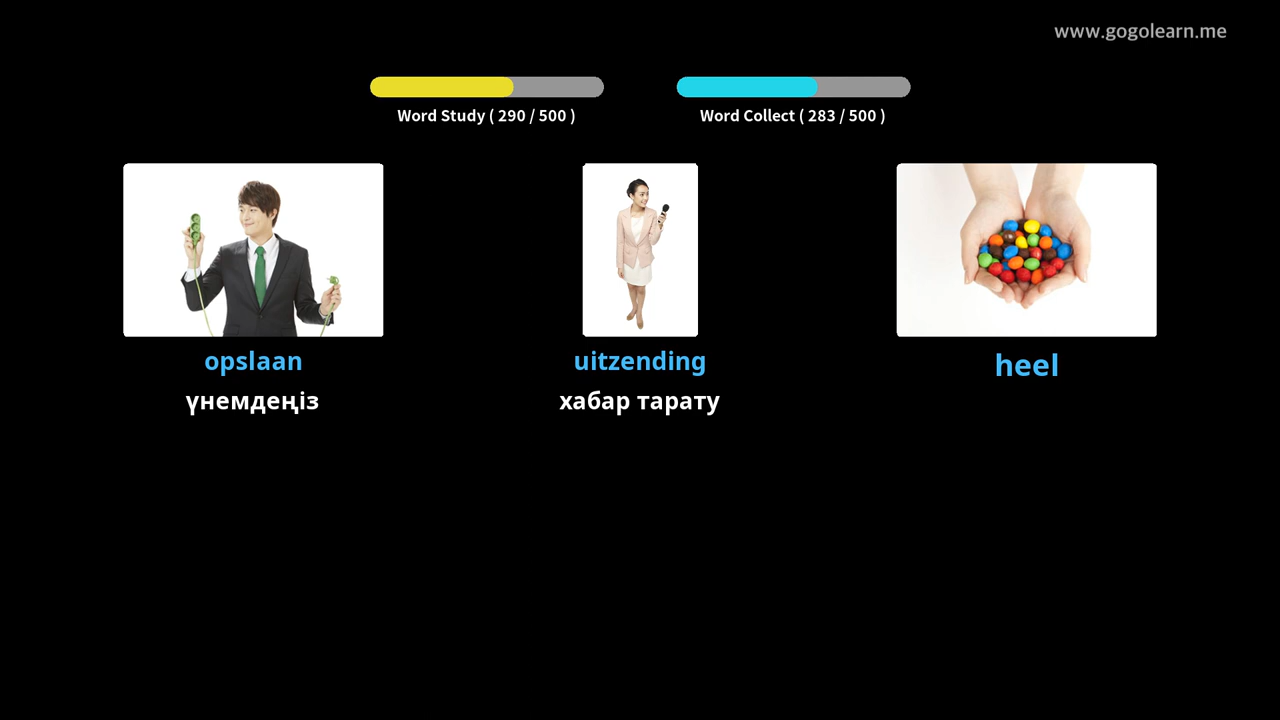 www.gogolearn.me
Word Study ( 290 / 500 )
Word Collect ( 283 / 500 )
opslaan
үнемдеңіз
uitzending
хабар тарату
heel